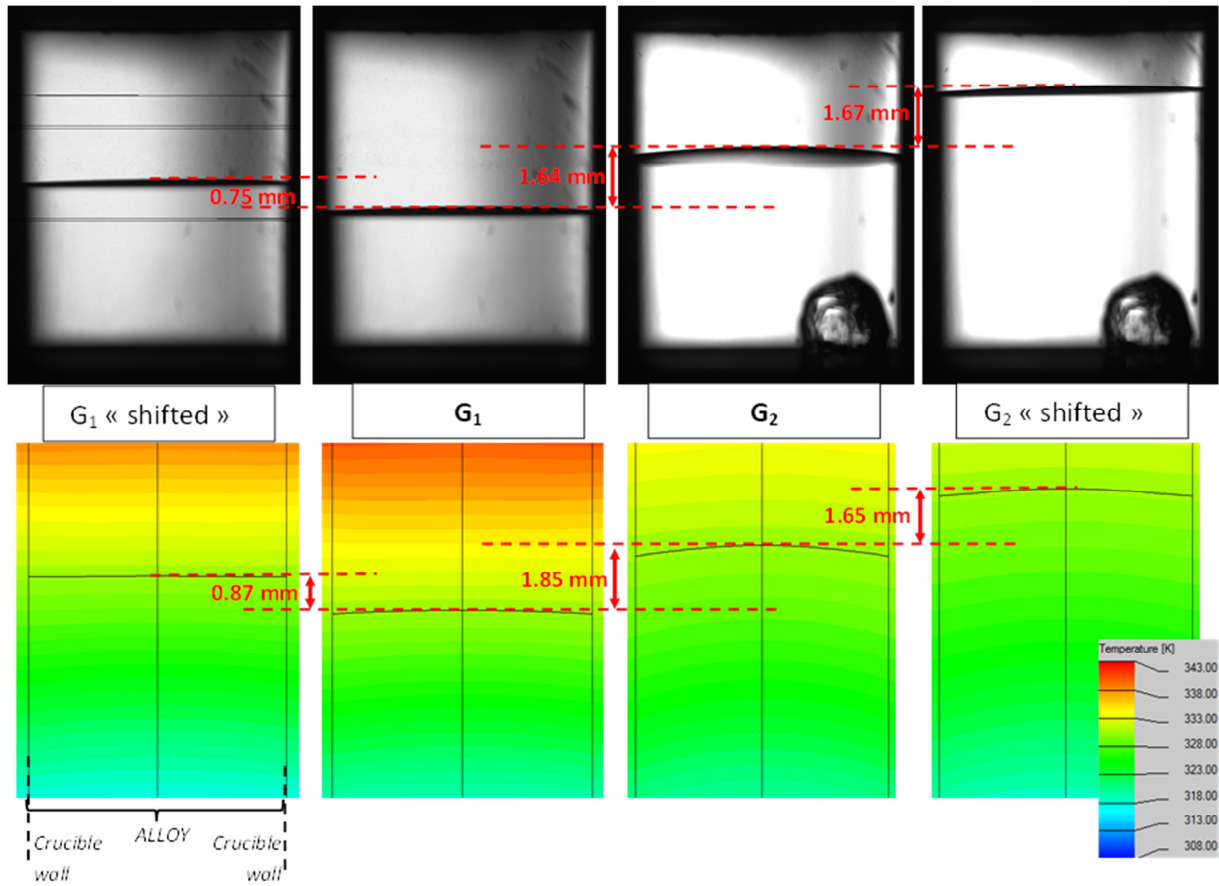 1.67 mm
1.64 mm
0.75 mm
G₁ « shifted »
G₁
G₂
G₂ « shifted »
1.65 mm
1.85 mm
0.87 mm
Temperature [K]
343.00
338.00
333.00
328.00
323.00
318.00
313.00
308.00
ALLOY
Crucible
wall
Crucible
wall